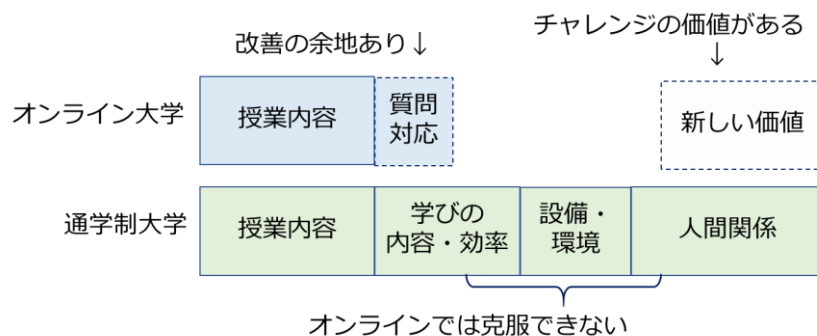 改善の余地あり↓
チャレンジの価値がある
↓
オンライン大学
授業内容
質問
対応
新しい価値
通学制大学
授業内容
学びの
内容・効率
設備・
環境
人間関係
オンラインでは克服できない